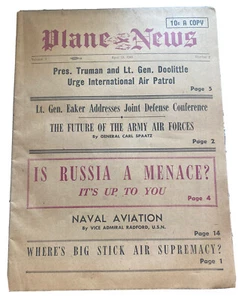 10¢ A COPY
Plane News
Pres. Truman and Lt. Gen. Doolittle
Urge International Air Patrol
Page 5
Lt. Gen. Eaker Addresses Joint Defense Conference
THE FUTURE OF THE ARMY AIR FORCES
By GENERAL CARL SPAATZ
Page 2
IS RUSSIA A MENACE?
IT'S UP TO YOU
Page 4
NAVAL AVIATION
By VICE ADMIRAL RADFORD, U.S.N.
Page 14
WHERE'S BIG STICK AIR SUPREMACY?
Page 1